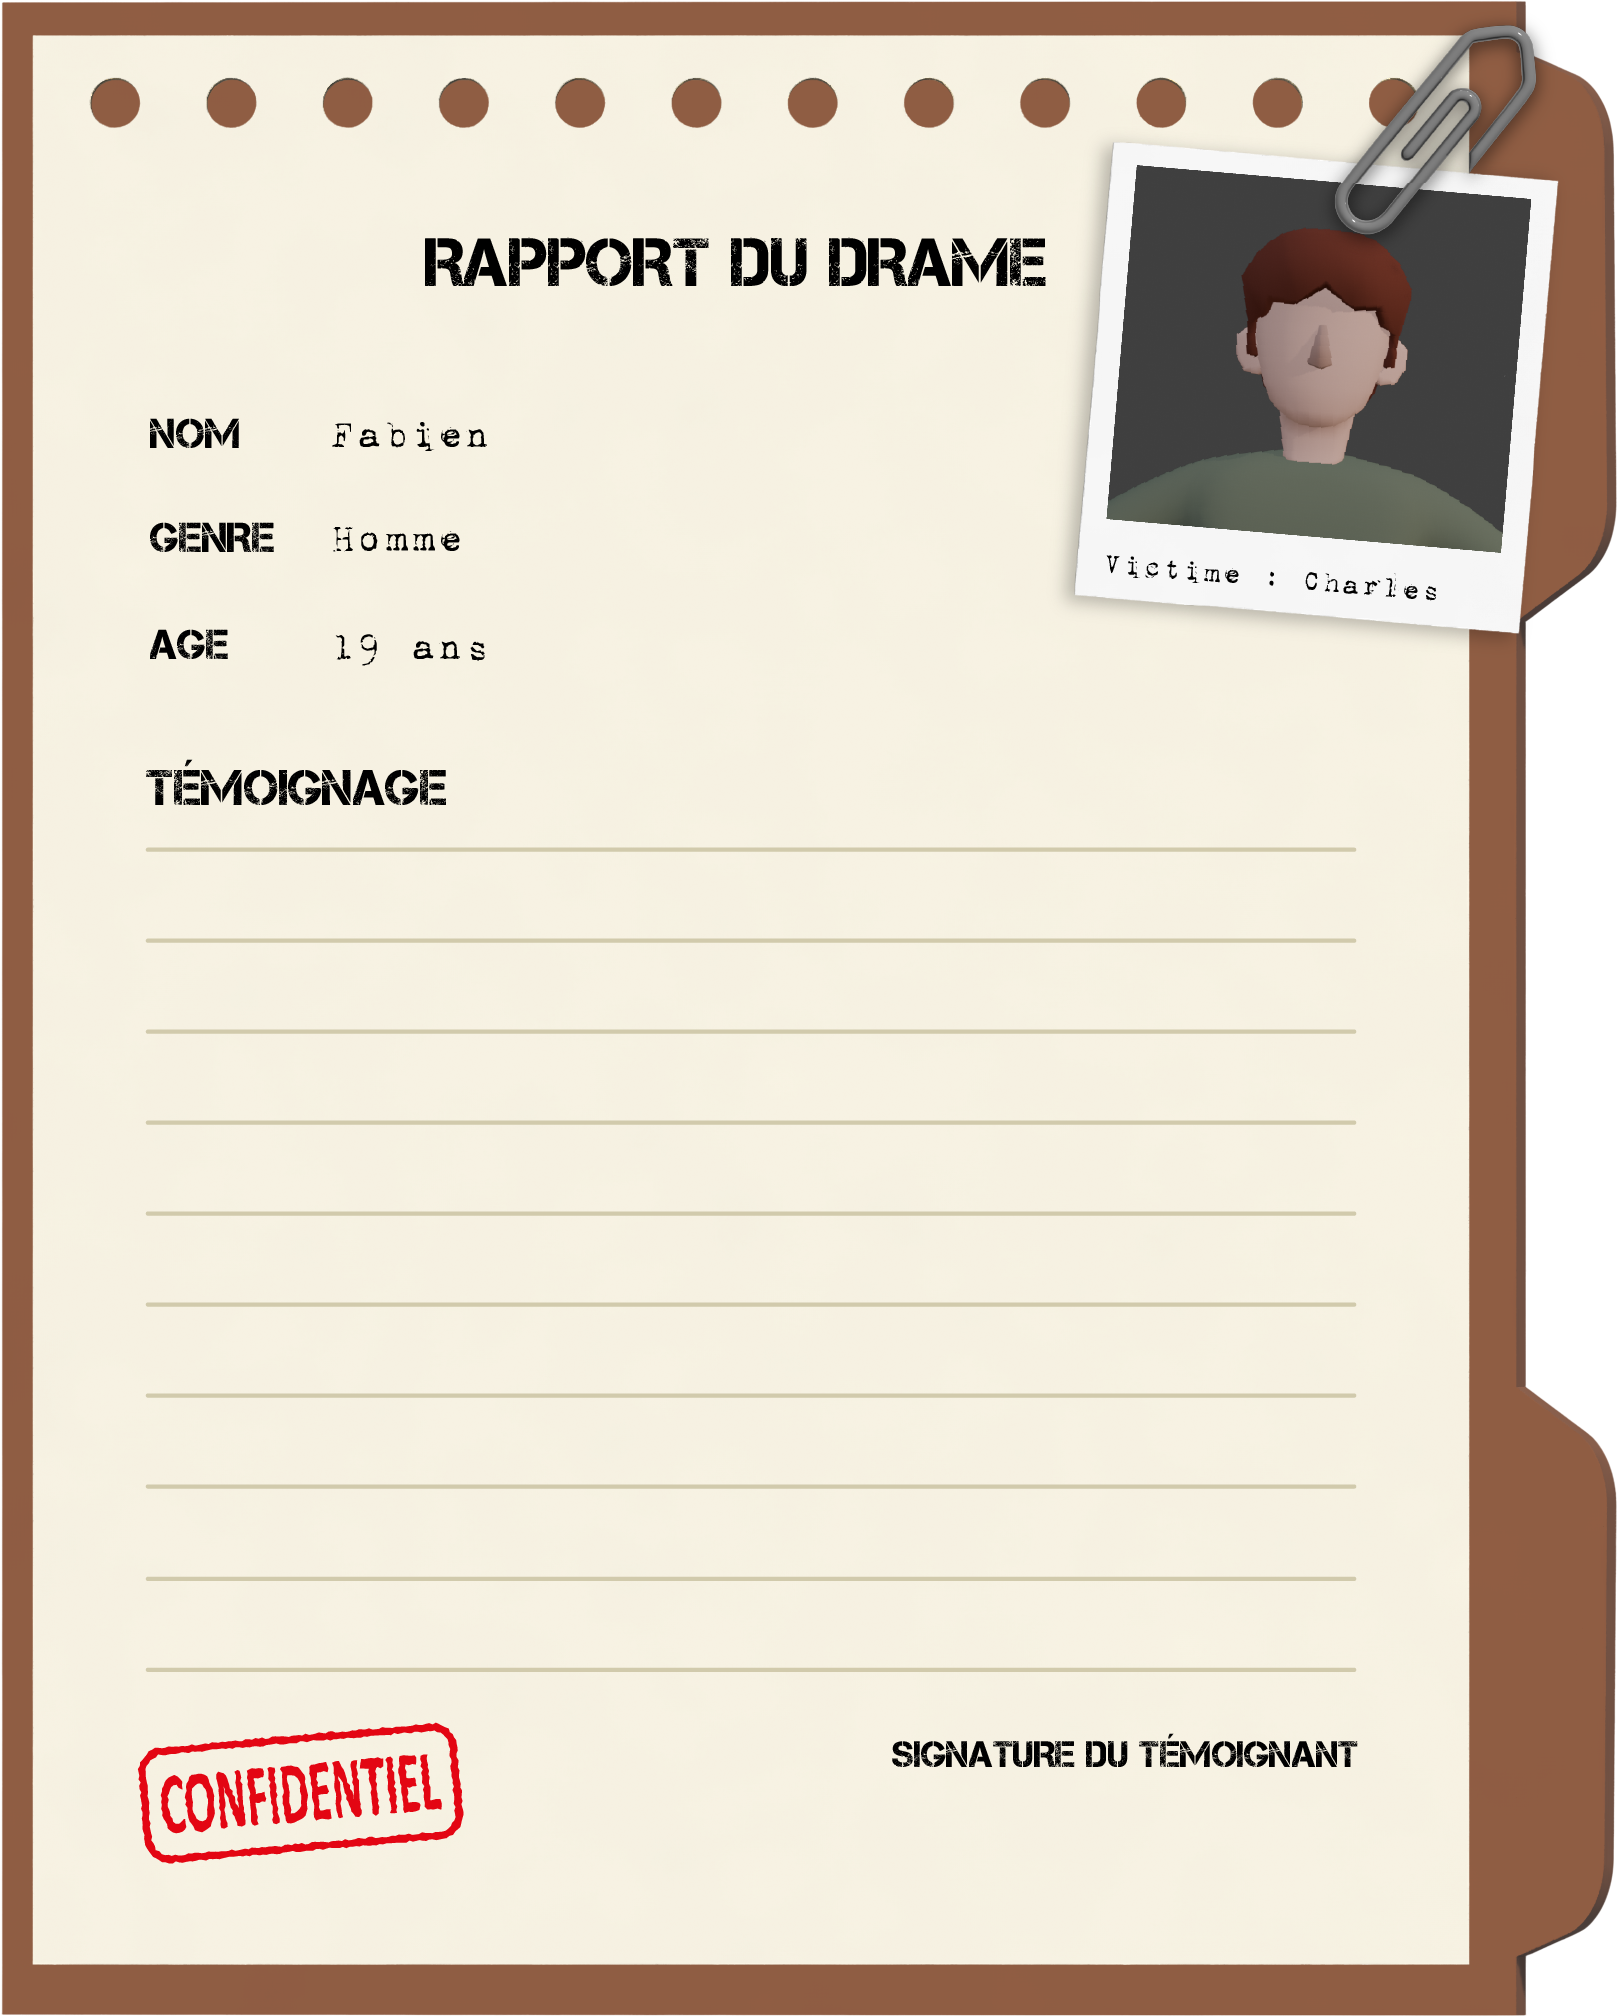 RAPPORT DU DRAME
NOM Fabien
GENRE Homme
AGE 19 ans
Victime : Charles
TÉMOIGNAGE
CONFIDENTIEL
SIGNATURE DU TÉMOIGNANT